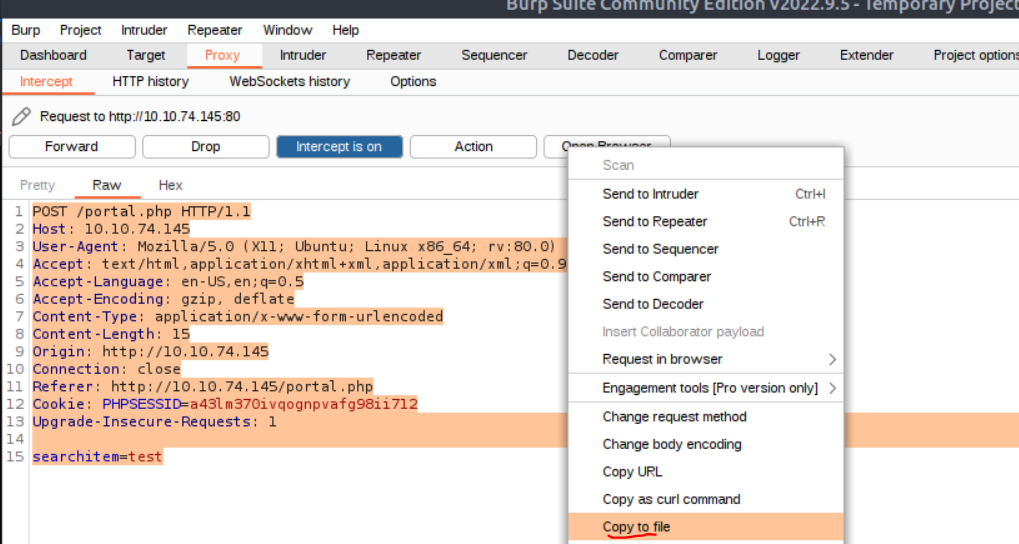 Burp Suite Community Edition v2022.9.5 - Temporary Project
Burp Project Intruder Repeater Window Help
Dashboard Target Proxy Intruder Repeater Sequencer Decoder Comparer Logger Extender Project options
Intercept HTTP history WebSockets history Options
Request to http://10.10.74.145:80
Forward Drop Intercept is on Action Open Browser
Pretty Raw Hex
1 POST /portal.php HTTP/1.1
2 Host: 10.10.74.145
3 User-Agent: Mozilla/5.0 (X11; Ubuntu; Linux x86_64; rv:80.0)
4 Accept: text/html,application/xhtml+xml,application/xml;q=0.9
5 Accept-Language: en-US,en;q=0.5
6 Accept-Encoding: gzip, deflate
7 Content-Type: application/x-www-form-urlencoded
8 Content-Length: 15
9 Origin: http://10.10.74.145
10 Connection: close
11 Referer: http://10.10.74.145/portal.php
12 Cookie: PHPSESSID=a43lm370ivqognpvafg98ii712
13 Upgrade-Insecure-Requests: 1
14
15 searchitem=test
Scan
Send to Intruder Ctrl+I
Send to Repeater Ctrl+R
Send to Sequencer
Send to Comparer
Send to Decoder
Insert Collaborator payload
Request in browser
Engagement tools [Pro version only]
Change request method
Change body encoding
Copy URL
Copy as curl command
Copy to file